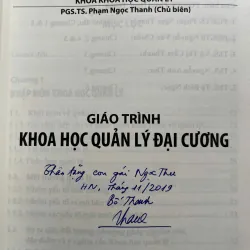 KHOA KHOA HỌC QUẢN LÝ
PGS.TS. Phạm Ngọc Thanh (Chủ biên)
GIÁO TRÌNH
KHOA HỌC QUẢN LÝ ĐẠI CƯƠNG
Thân tặng con gái Ngọc Thu
HN, tháng 11/2019
Bố Thanh